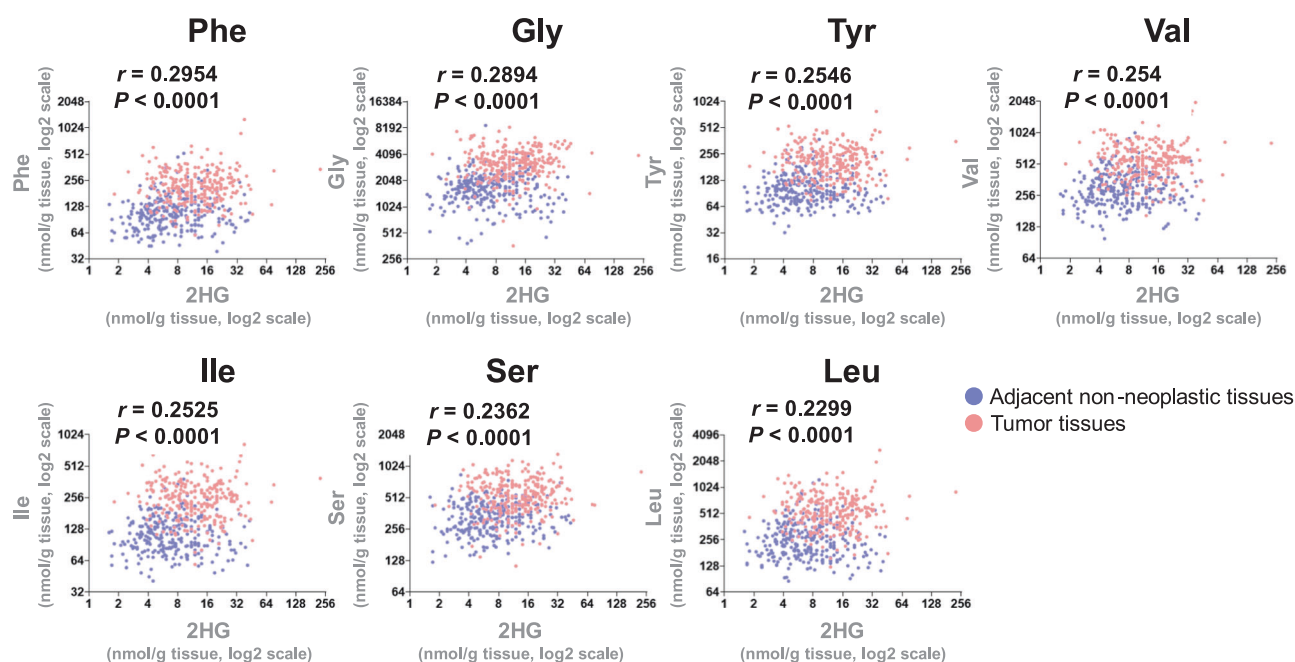 Phe
r = 0.2954
P < 0.0001
Phe
(nmol/g tissue, log2 scale)
2048
1024
512
256
128
64
32
1 2 4 8 16 32 64 128 256
2HG
(nmol/g tissue, log2 scale)
Gly
r = 0.2894
P < 0.0001
Gly
(nmol/g tissue, log2 scale)
16384
8192
4096
2048
1024
512
256
1 2 4 8 16 32 64 128 256
2HG
(nmol/g tissue, log2 scale)
Tyr
r = 0.2546
P < 0.0001
Tyr
(nmol/g tissue, log2 scale)
1024
512
256
128
64
32
16
1 2 4 8 16 32 64 128 256
2HG
(nmol/g tissue, log2 scale)
Val
r = 0.254
P < 0.0001
Val
(nmol/g tissue, log2 scale)
2048
1024
512
256
128
64
1 2 4 8 16 32 64 128 256
2HG
(nmol/g tissue, log2 scale)
Ile
r = 0.2525
P < 0.0001
Ile
(nmol/g tissue, log2 scale)
1024
512
256
128
64
32
1 2 4 8 16 32 64 128 256
2HG
(nmol/g tissue, log2 scale)
Ser
r = 0.2362
P < 0.0001
Ser
(nmol/g tissue, log2 scale)
2048
1024
512
256
128
64
1 2 4 8 16 32 64 128 256
2HG
(nmol/g tissue, log2 scale)
Leu
r = 0.2299
P < 0.0001
Leu
(nmol/g tissue, log2 scale)
4096
2048
1024
512
256
128
64
1 2 4 8 16 32 64 128 256
2HG
(nmol/g tissue, log2 scale)
Adjacent non-neoplastic tissues
Tumor tissues